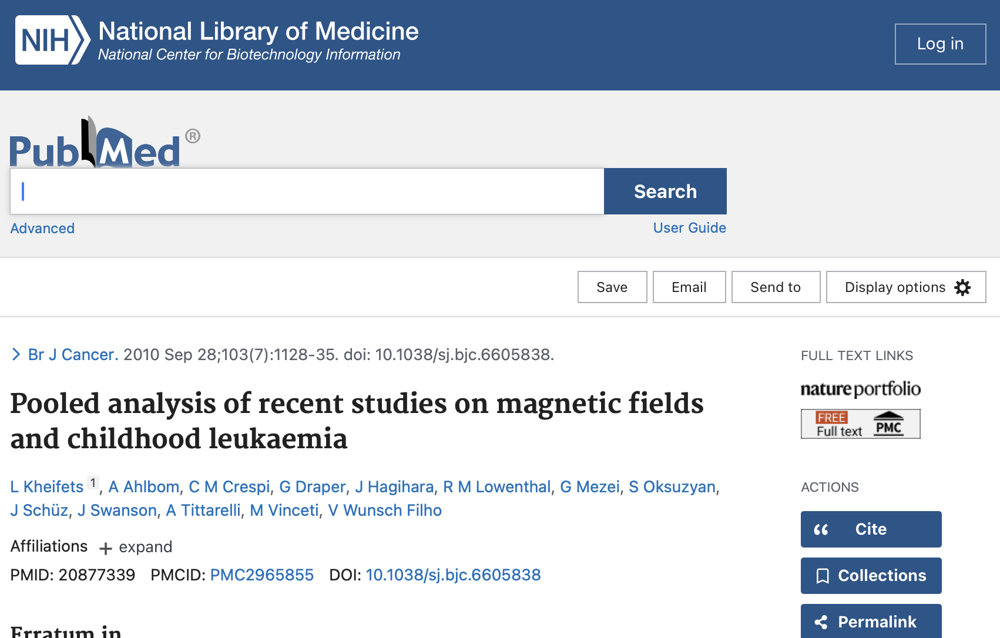 NIH National Library of Medicine
National Center for Biotechnology Information
Log in
PubMed®
Search
Advanced
User Guide
Save
Email
Send to
Display options
Br J Cancer. 2010 Sep 28;103(7):1128-35. doi: 10.1038/sj.bjc.6605838.
Pooled analysis of recent studies on magnetic fields
and childhood leukaemia
L Kheifets 1, A Ahlbom, C M Crespi, G Draper, J Hagihara, R M Lowenthal, G Mezei, S Oksuzyan,
J Schüz, J Swanson, A Tittarelli, M Vinceti, V Wunsch Filho
Affiliations + expand
PMID: 20877339 PMCID: PMC2965855 DOI: 10.1038/sj.bjc.6605838
Erratum in
FULL TEXT LINKS
nature portfolio
FREE
Full text PMC
ACTIONS
Cite
Collections
Permalink